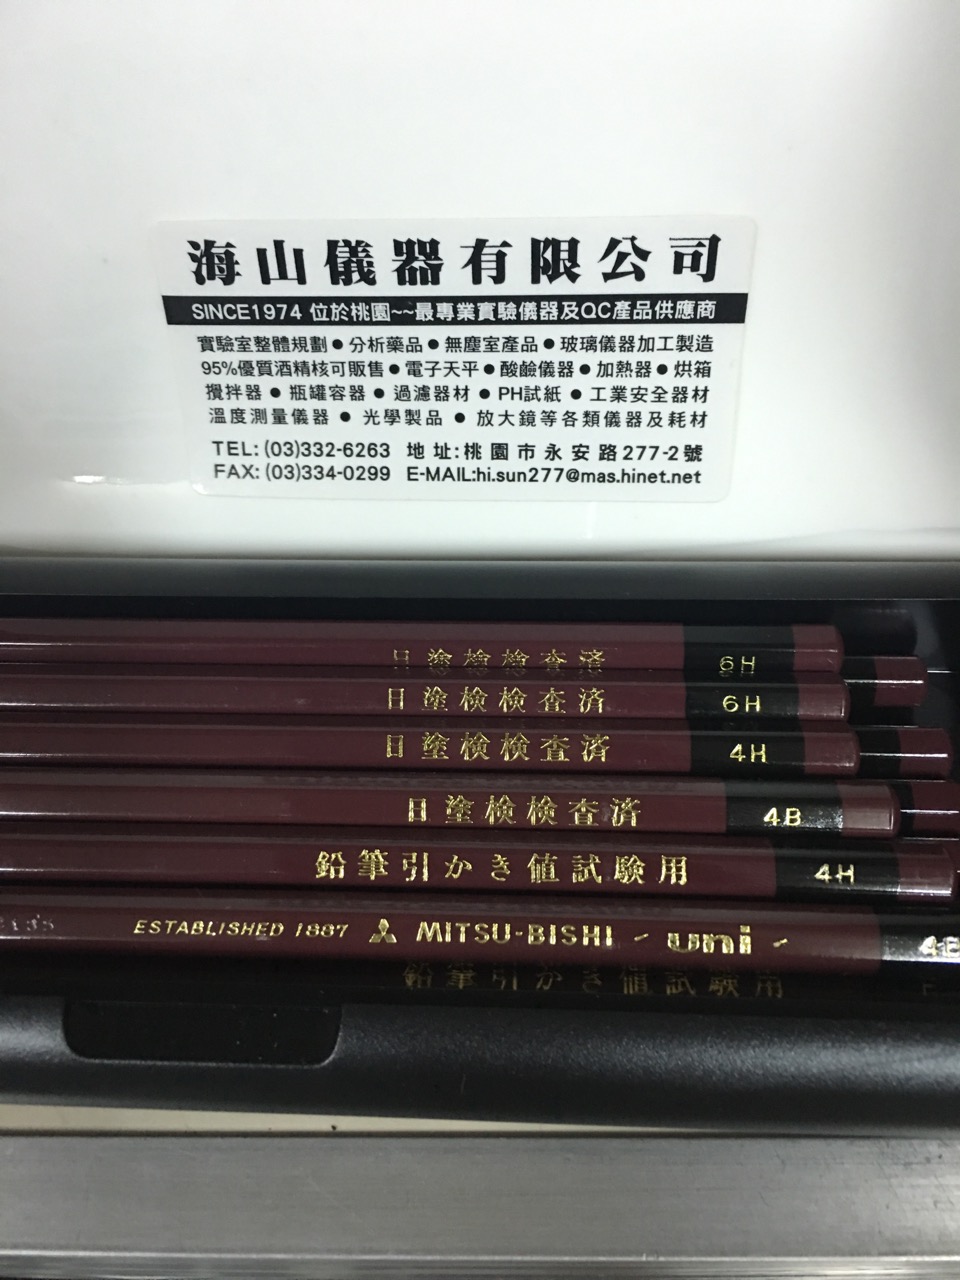 海山儀器有限公司
SINCE1974 位於桃園~~最專業實驗儀器及QC產品供應商
實驗室整體規劃●分析藥品●無塵室產品●玻璃儀器加工製造
95%優質酒精核可販售●電子天平●酸鹼儀器●加熱器●烘箱
攪拌器●瓶罐容器●過濾器材●PH試紙●工業安全器材
溫度測量儀器●光學製品●放大鏡等各類儀器及耗材
TEL: (03)332-6263 地址:桃園市永安路277-2號
FAX: (03)334-0299 E-MAIL:hi.sun277@mas.hinet.net
日塗検検査済 6H
日塗検検査済 6H
日塗検検査済 4H
日塗検検査済 4B
鉛筆引かき値試験用 4H
ESTABLISHED 1887 MITSU-BISHI - uni - 4B
鉛筆引かき値試験用